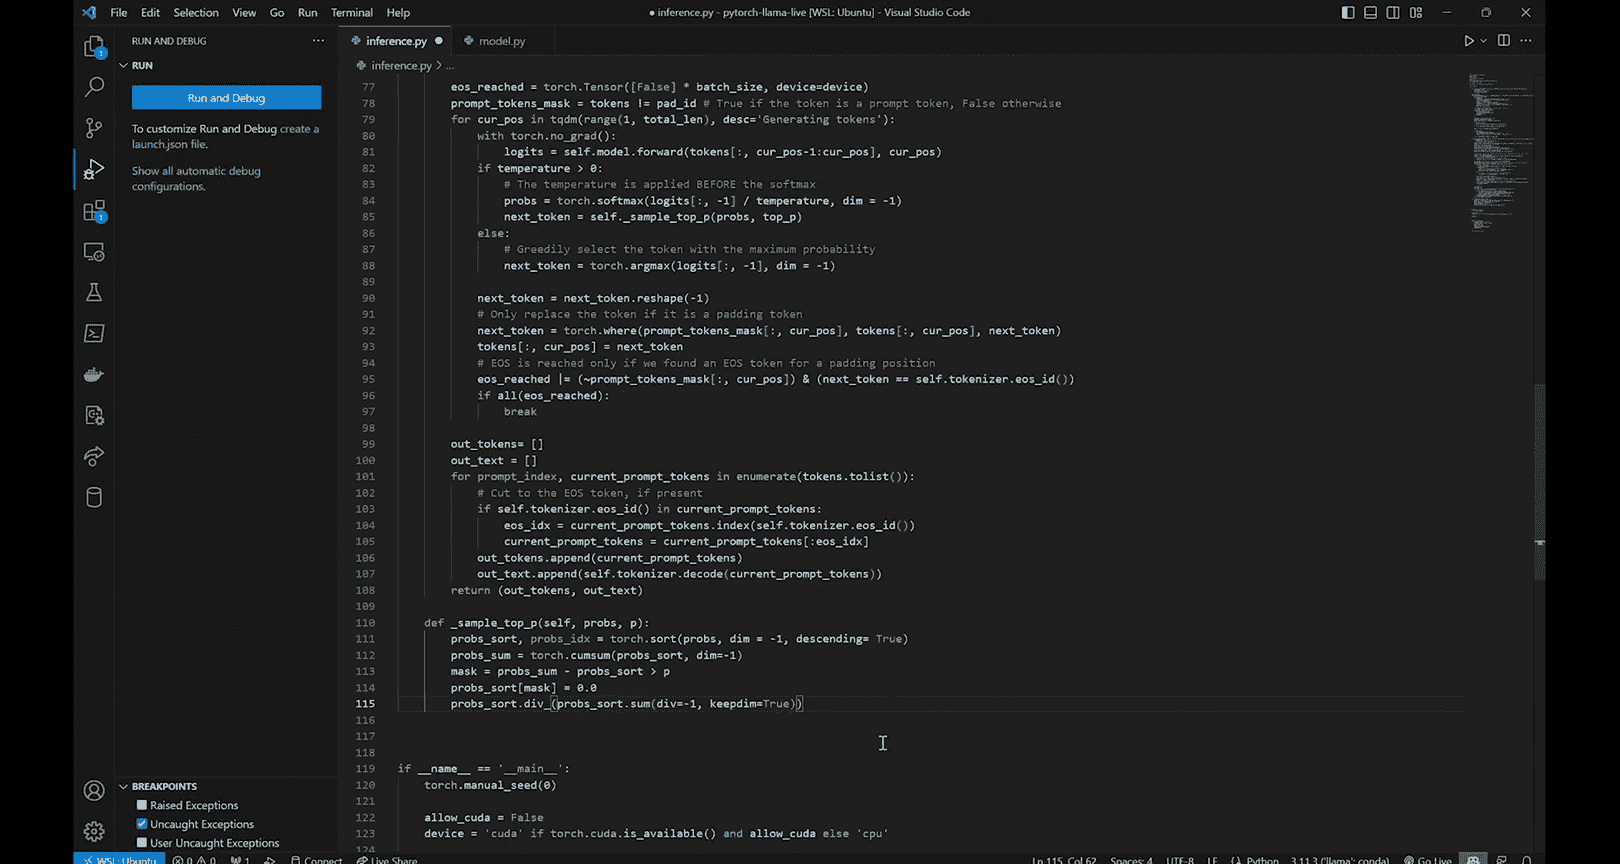 File Edit Selection View Go Run Terminal Help
● inference.py - pytorch-llama-live [WSL: Ubuntu] - Visual Studio Code
RUN AND DEBUG
RUN
Run and Debug
To customize Run and Debug create a
launch.json file.
Show all automatic debug
configurations.
BREAKPOINTS
Raised Exceptions
Uncaught Exceptions
User Uncaught Exceptions
inference.py
model.py
inference.py > ...
77 eos_reached = torch.Tensor([False] * batch_size, device=device)
78 prompt_tokens_mask = tokens != pad_id # True if the token is a prompt token, False otherwise
79 for cur_pos in tqdm(range(1, total_len), desc='Generating tokens'):
80 with torch.no_grad():
81 logits = self.model.forward(tokens[:, cur_pos-1:cur_pos], cur_pos)
82 if temperature > 0:
83 # The temperature is applied BEFORE the softmax
84 probs = torch.softmax(logits[:, -1] / temperature, dim = -1)
85 next_token = self._sample_top_p(probs, top_p)
86 else:
87 # Greedily select the token with the maximum probability
88 next_token = torch.argmax(logits[:, -1], dim = -1)
89
90 next_token = next_token.reshape(-1)
91 # Only replace the token if it is a padding token
92 next_token = torch.where(prompt_tokens_mask[:, cur_pos], tokens[:, cur_pos], next_token)
93 tokens[:, cur_pos] = next_token
94 # EOS is reached only if we found an EOS token for a padding position
95 eos_reached |= (~prompt_tokens_mask[:, cur_pos]) & (next_token == self.tokenizer.eos_id())
96 if all(eos_reached):
97 break
98
99 out_tokens= []
100 out_text = []
101 for prompt_index, current_prompt_tokens in enumerate(tokens.tolist()):
102 # Cut to the EOS token, if present
103 if self.tokenizer.eos_id() in current_prompt_tokens:
104 eos_idx = current_prompt_tokens.index(self.tokenizer.eos_id())
105 current_prompt_tokens = current_prompt_tokens[:eos_idx]
106 out_tokens.append(current_prompt_tokens)
107 out_text.append(self.tokenizer.decode(current_prompt_tokens))
108 return (out_tokens, out_text)
109
110 def _sample_top_p(self, probs, p):
111 probs_sort, probs_idx = torch.sort(probs, dim = -1, descending= True)
112 probs_sum = torch.cumsum(probs_sort, dim=-1)
113 mask = probs_sum - probs_sort > p
114 probs_sort[mask] = 0.0
115 probs_sort.div_(probs_sort.sum(div=-1, keepdim=True))
116
117
118
119 if __name__ == '__main__':
120 torch.manual_seed(0)
121
122 allow_cuda = False
123 device = 'cuda' if torch.cuda.is_available() and allow_cuda else 'cpu'
124
WSL: Ubuntu 0 0 1 Connect Live Share Ln 115, Col 62 Spaces: 4 UTF-8 LF Python 3.11.3 ('llama': conda) Go Live